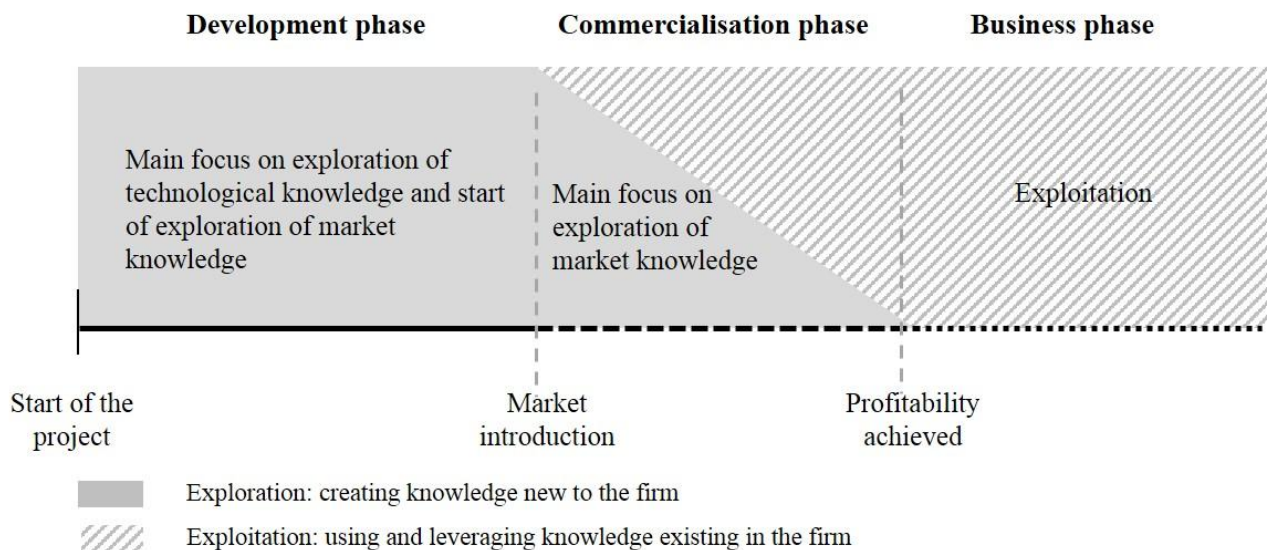 Development phase
Commercialisation phase
Business phase
Main focus on exploration of
technological knowledge and start
of exploration of market
knowledge
Main focus on
exploration of
market knowledge
Exploitation
Start of the
project
Market
introduction
Profitability
achieved
Exploration: creating knowledge new to the firm
Exploitation: using and leveraging knowledge existing in the firm